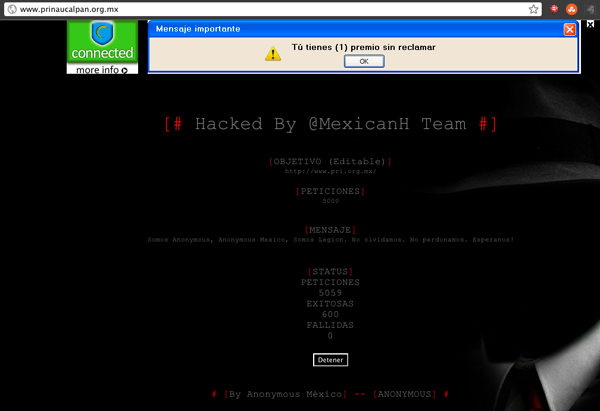 www.prinaucalpan.org.mx
connected
more info
Mensaje importante
Tú tienes (1) premio sin reclamar
OK
[# Hacked By @MexicanH Team #]
[OBJETIVO (Editable)]
http://www.pri.org.mx/
[PETICIONES]
5000
[MENSAJE]
Somos Anonymous, Anonymous Mexico, Somos Legion. No olvidamos. No perdonamos. Esperanos!
[STATUS]
PETICIONES
5059
EXITOSAS
600
FALLIDAS
0
Detener
# ]By Anonymous México] -- [ANONYMOUS] #